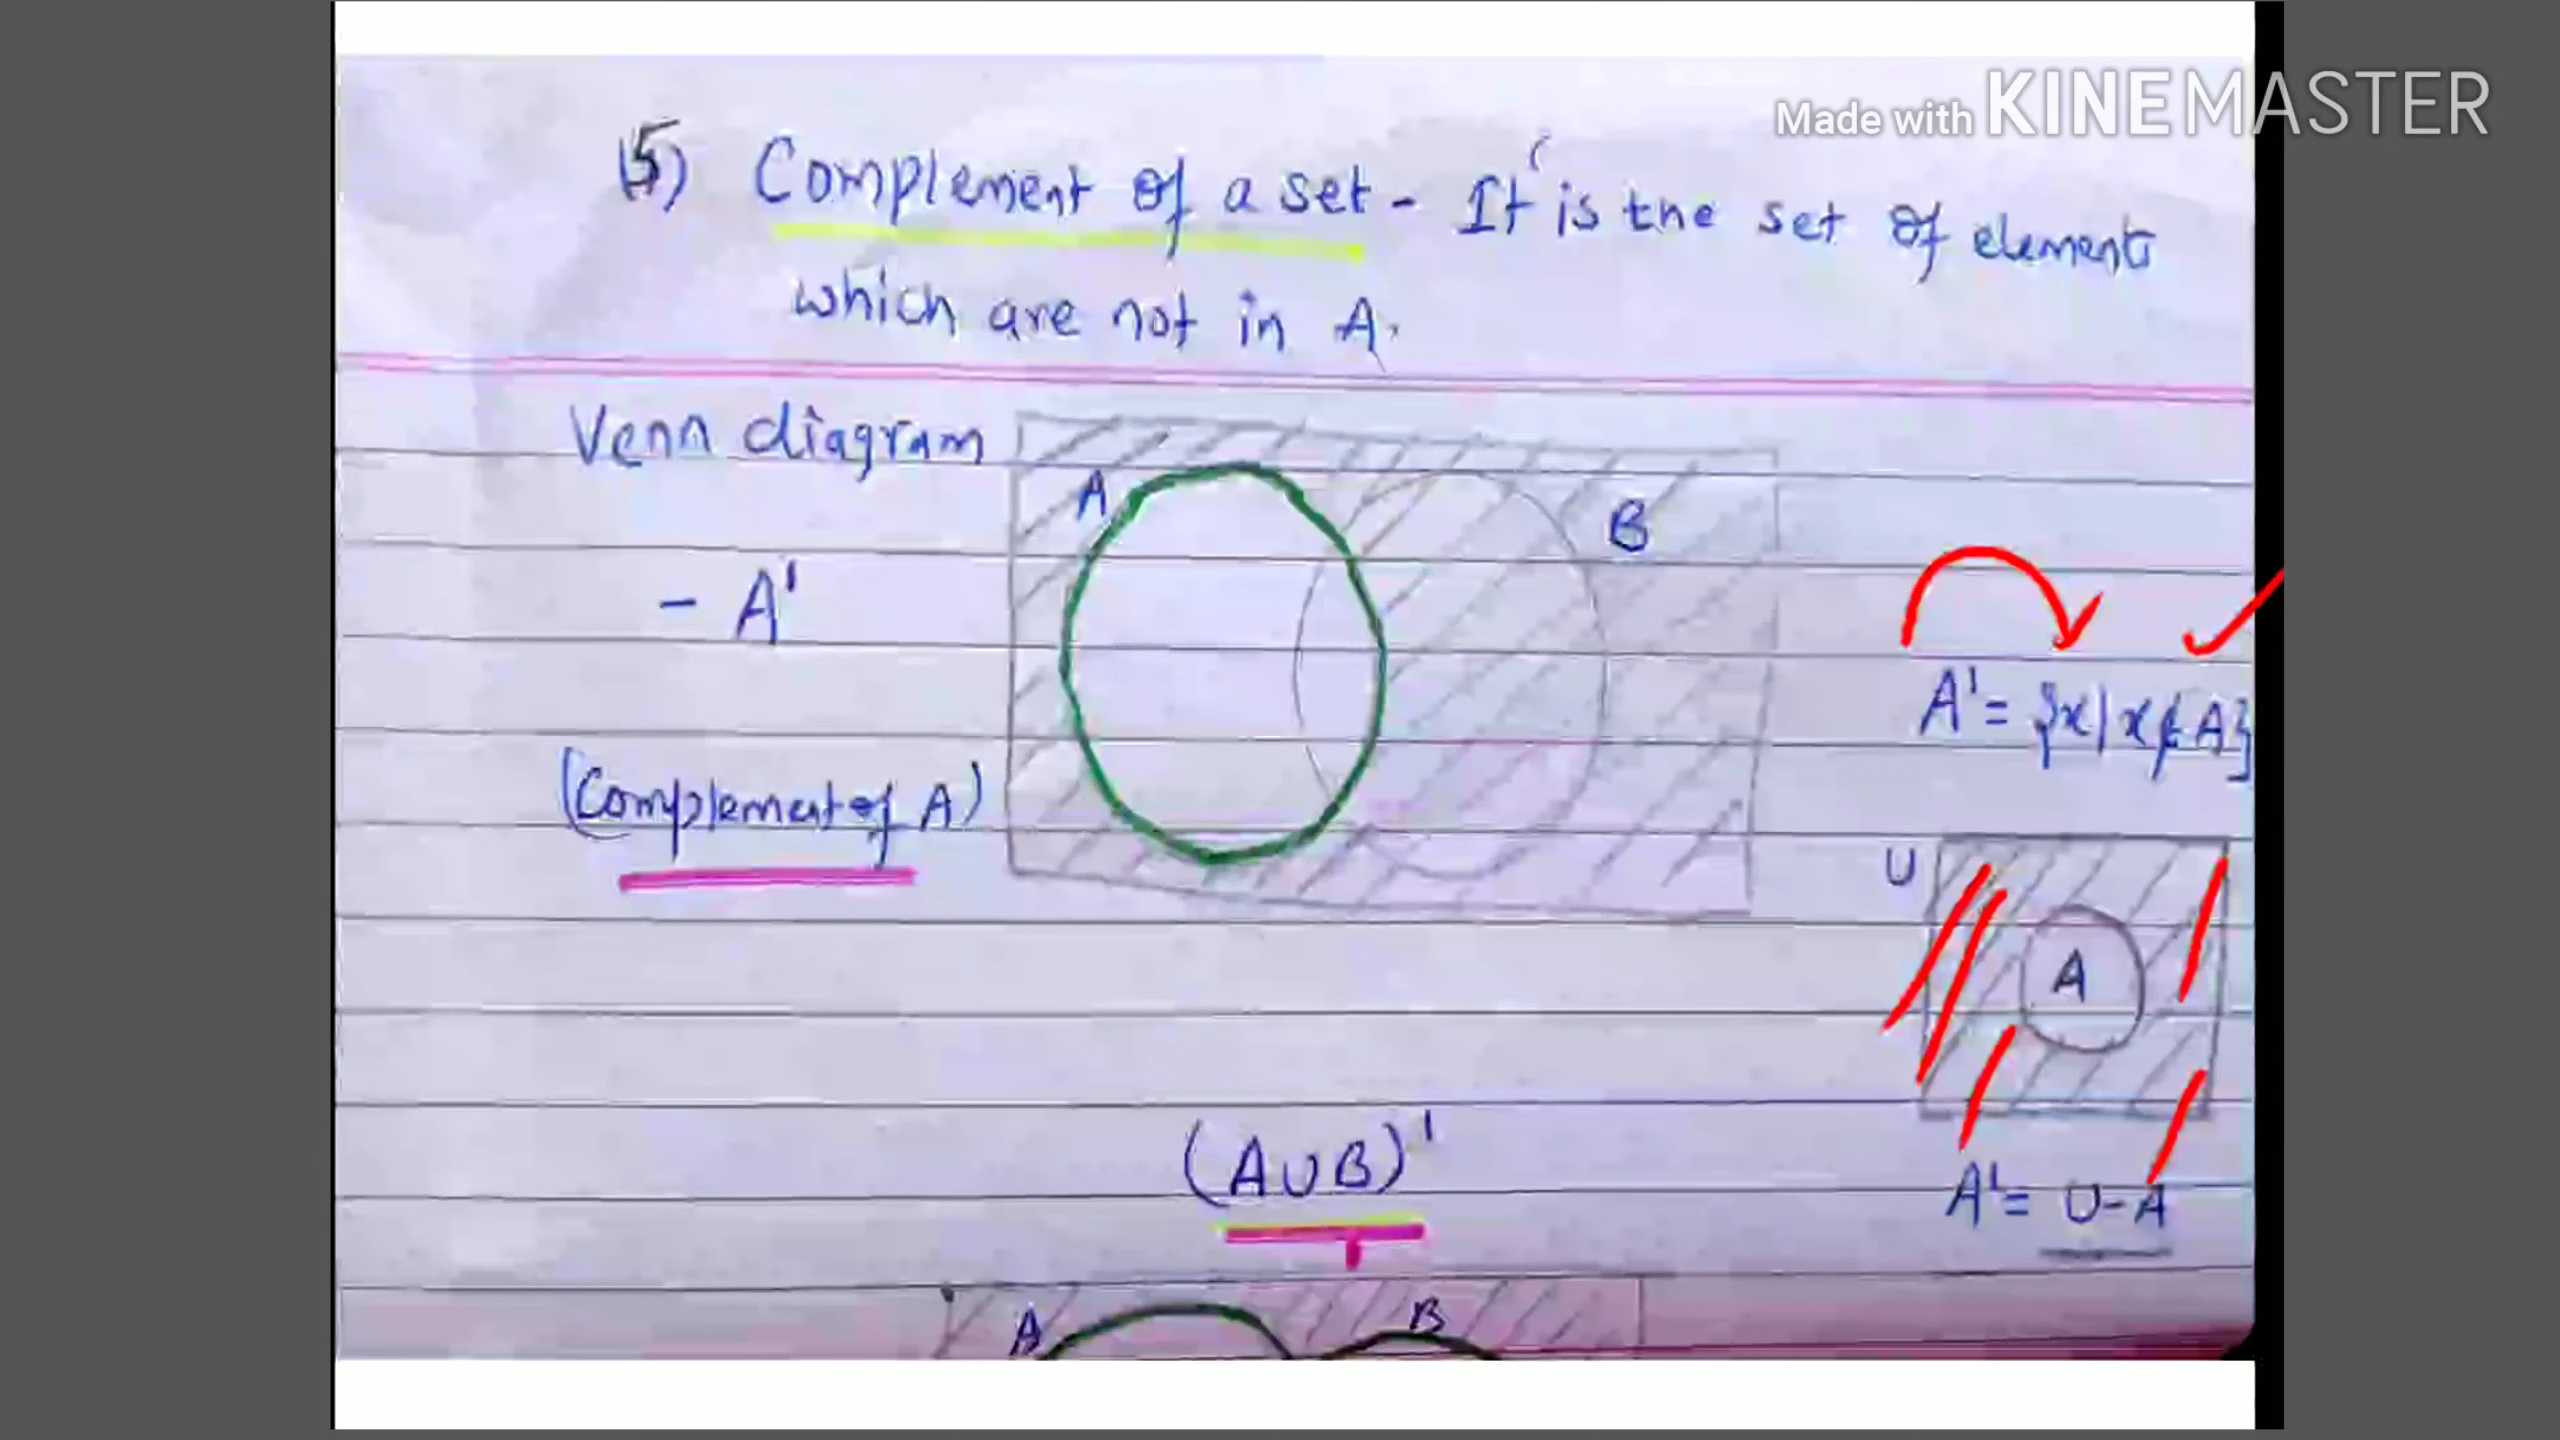 Made with KINEMASTER
5) Complement of a set - It is the set of elements
which are not in A.
Venn diagram
A
B
- A'
A' = {x | x ∉ A}
(Complement of A)
U
A
(A∪B)'
A' = U - A
A
B